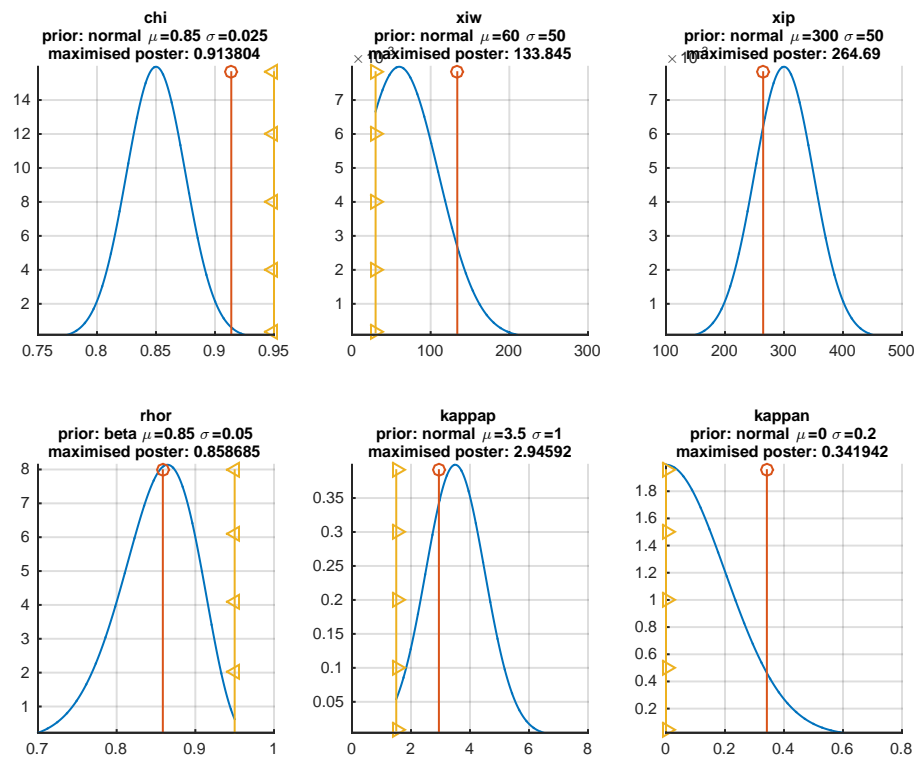 chi
prior: normal μ=0.85 σ=0.025
maximised poster: 0.913804
14
12
10
8
6
4
2
0.75 0.8 0.85 0.9 0.95
xiw
prior: normal μ=60 σ=50
maximised poster: 133.845
7
6
5
4
3
2
1
0 100 200 300
xip
prior: normal μ=300 σ=50
maximised poster: 264.69
7
6
5
4
3
2
1
100 200 300 400 500
rhor
prior: beta μ=0.85 σ=0.05
maximised poster: 0.858685
8
7
6
5
4
3
2
1
0.7 0.8 0.9 1
kappap
prior: normal μ=3.5 σ=1
maximised poster: 2.94592
0.35
0.3
0.25
0.2
0.15
0.1
0.05
0 2 4 6 8
kappan
prior: normal μ=0 σ=0.2
maximised poster: 0.341942
1.8
1.6
1.4
1.2
1
0.8
0.6
0.4
0.2
0 0.2 0.4 0.6 0.8